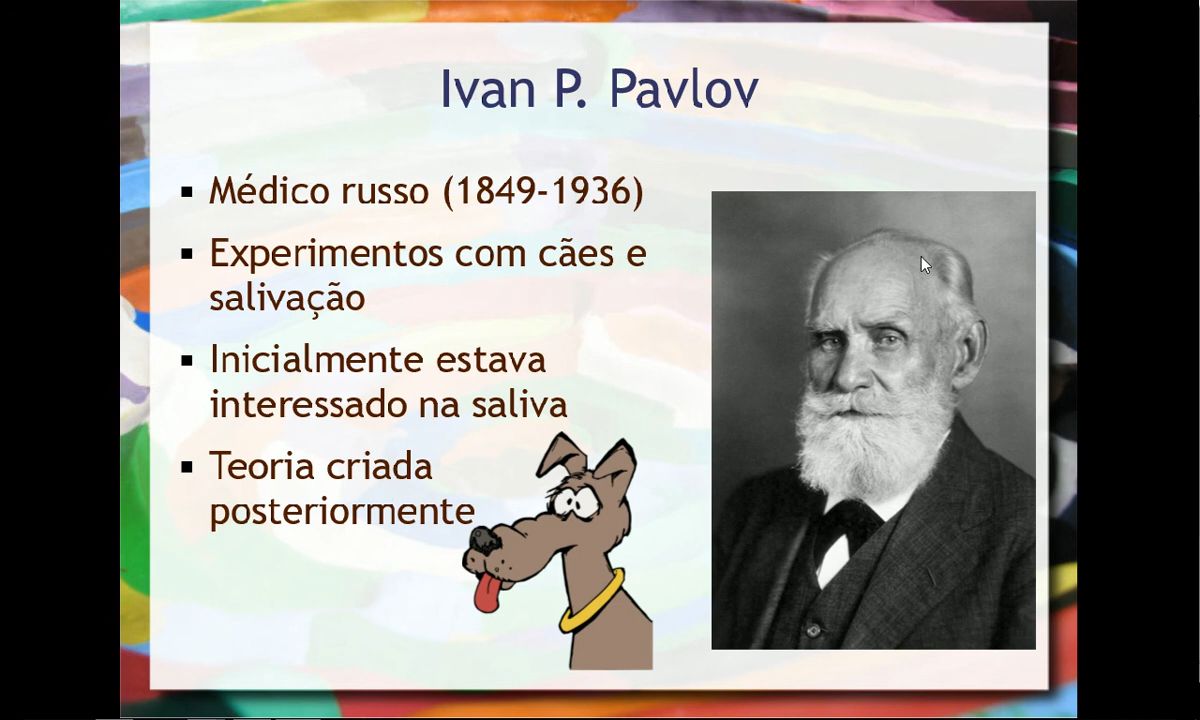 Ivan P. Pavlov
▪ Médico russo (1849-1936)
▪ Experimentos com cães e
salivação
▪ Inicialmente estava
interessado na saliva
▪ Teoria criada
posteriormente